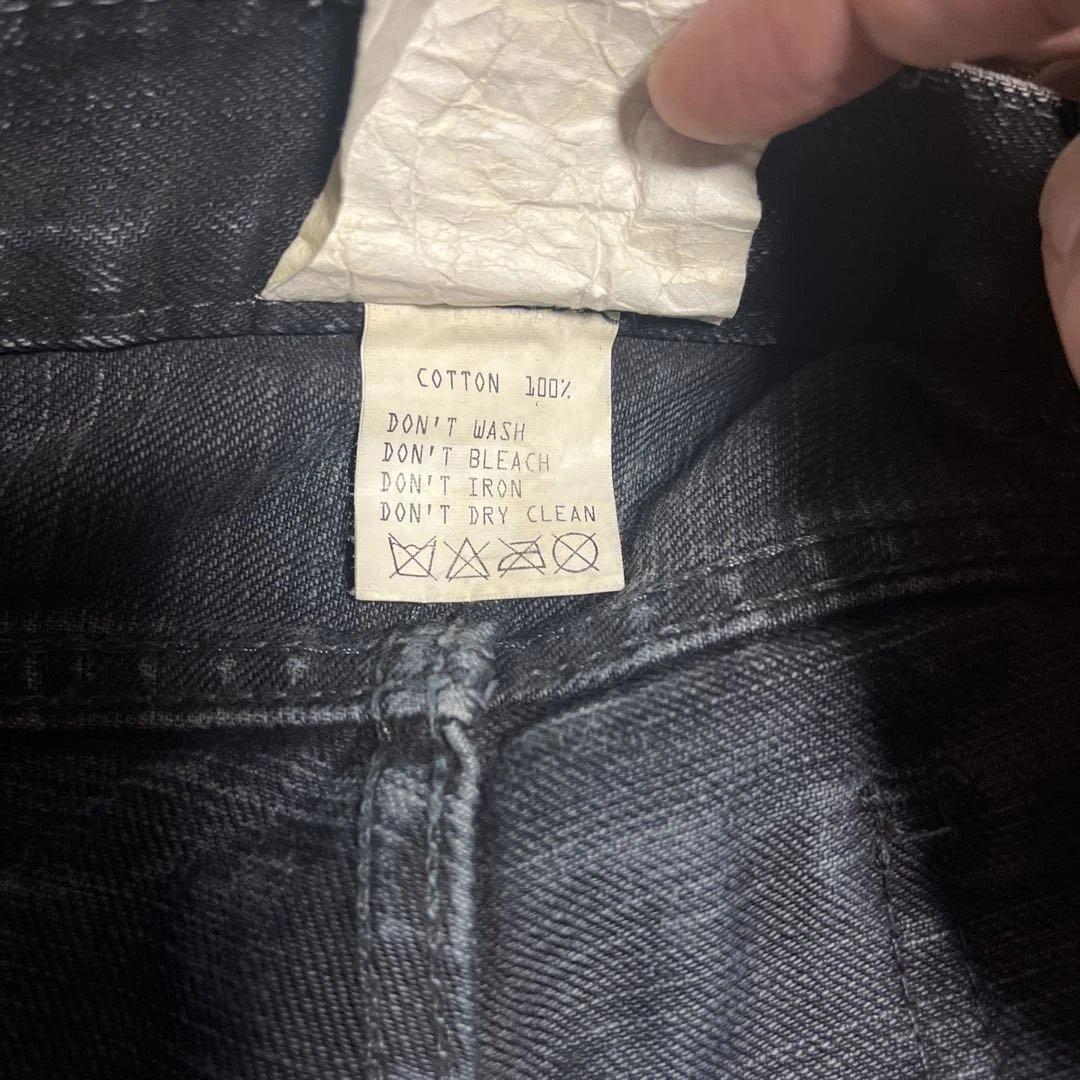 COTTON 100%
DON'T WASH
DON'T BLEACH
DON'T IRON
DON'T DRY CLEAN